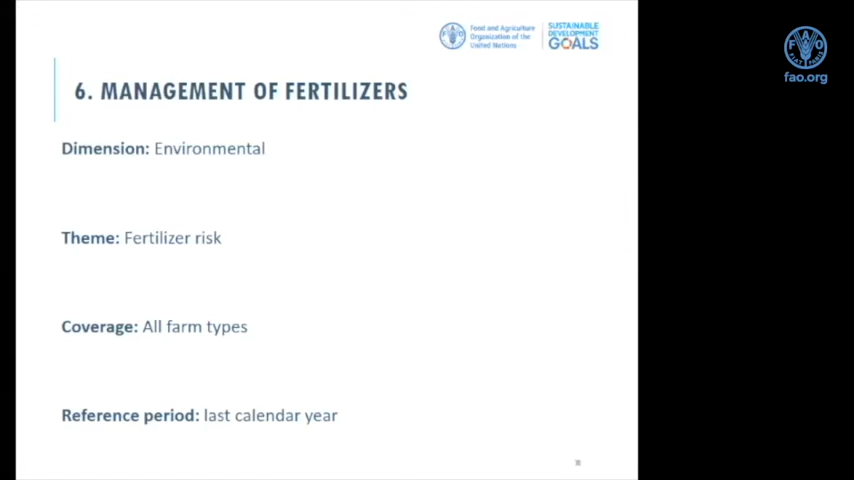 Food and Agriculture
Organization of the
United Nations
SUSTAINABLE
DEVELOPMENT
GOALS
fao.org
6. MANAGEMENT OF FERTILIZERS
Dimension: Environmental
Theme: Fertilizer risk
Coverage: All farm types
Reference period: last calendar year